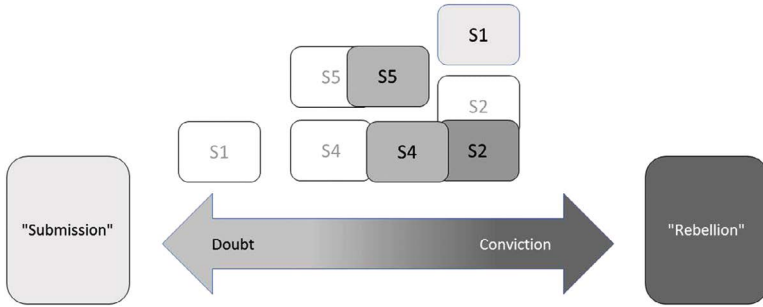 S1
S5 S5
S2
S1 S4 S4 S2
"Submission" Doubt Conviction "Rebellion"